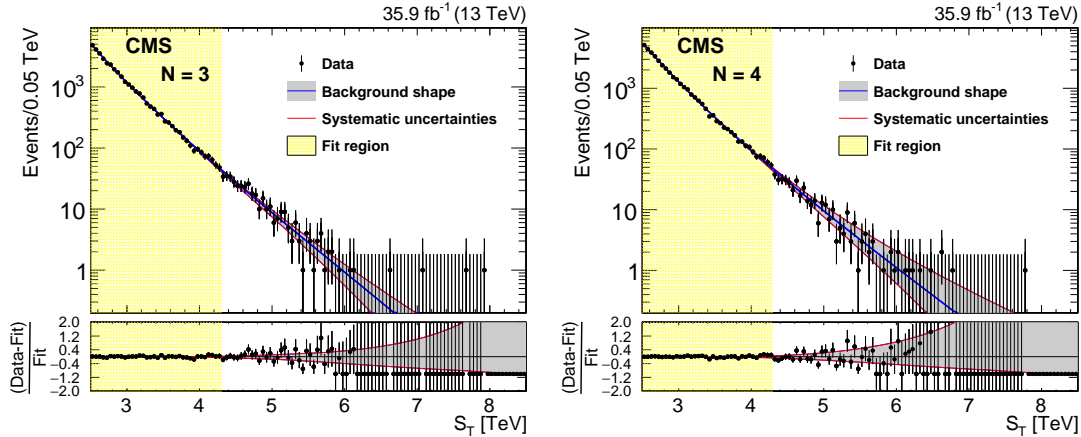 35.9 fb⁻¹ (13 TeV)
CMS
N = 3
Data
Background shape
Systematic uncertainties
Fit region
Events/0.05 TeV
10³
10²
10
1
(Data-Fit)
Fit
2.0
1.2
0.4
−0.4
−1.2
−2.0
3 4 5 6 7 8
S_T [TeV]
35.9 fb⁻¹ (13 TeV)
CMS
N = 4
Data
Background shape
Systematic uncertainties
Fit region
Events/0.05 TeV
10³
10²
10
1
(Data-Fit)
Fit
2.0
1.2
0.4
−0.4
−1.2
−2.0
3 4 5 6 7 8
S_T [TeV]